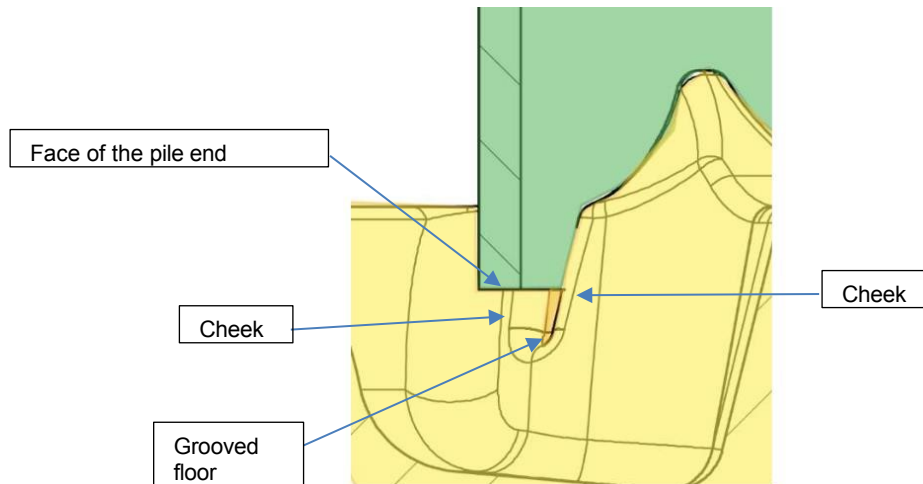 Face of the pile end
Cheek
Cheek
Grooved
floor